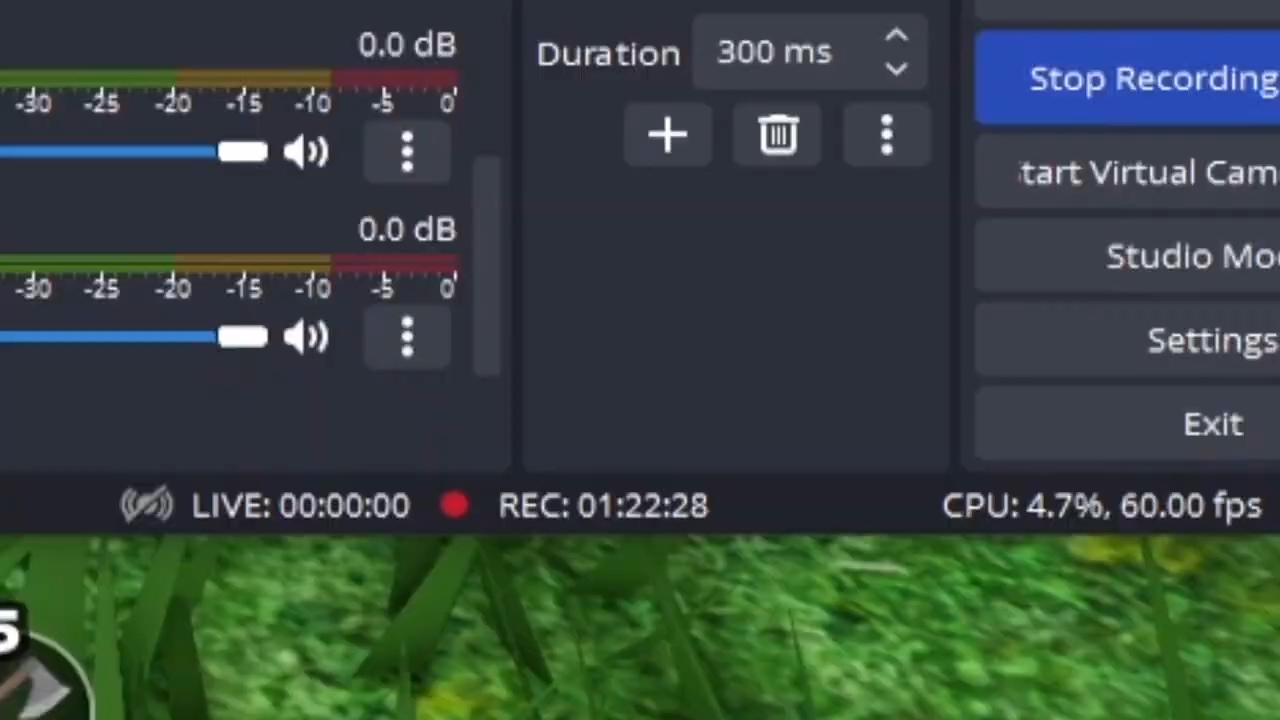 0.0 dB
-30 -25 -20 -15 -10 -5 0
0.0 dB
-30 -25 -20 -15 -10 -5 0
Duration 300 ms
Stop Recording
tart Virtual Cam
Studio Mo
Settings
Exit
LIVE: 00:00:00 REC: 01:22:28 CPU: 4.7%, 60.00 fps
5